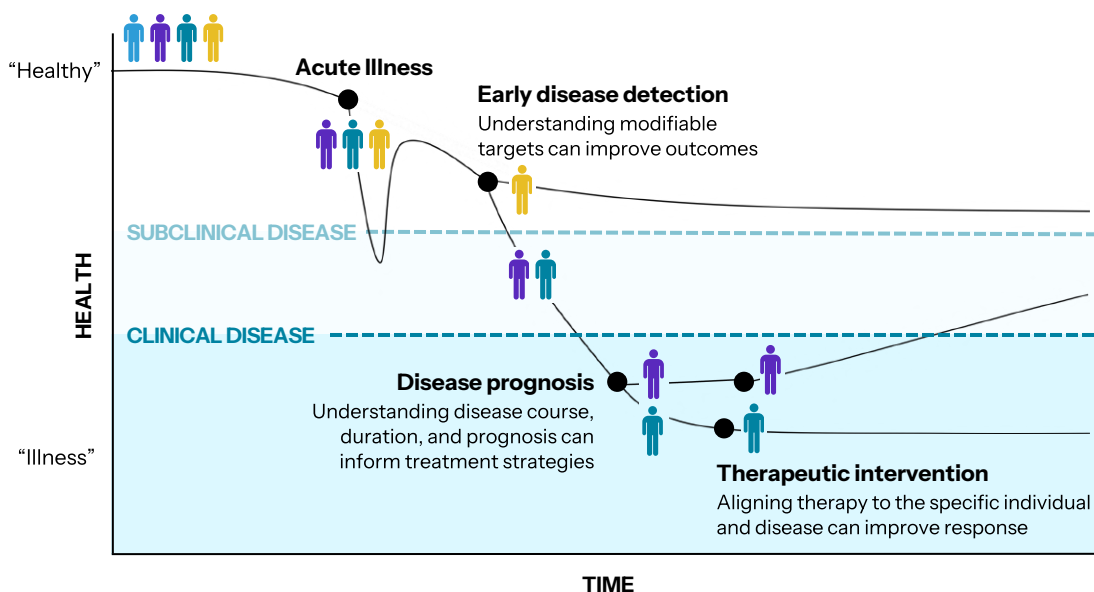 “Healthy”
Acute Illness
Early disease detection
Understanding modifiable
targets can improve outcomes
SUBCLINICAL DISEASE
HEALTH
CLINICAL DISEASE
Disease prognosis
Understanding disease course,
duration, and prognosis can
inform treatment strategies
“Illness”
Therapeutic intervention
Aligning therapy to the specific individual
and disease can improve response
TIME